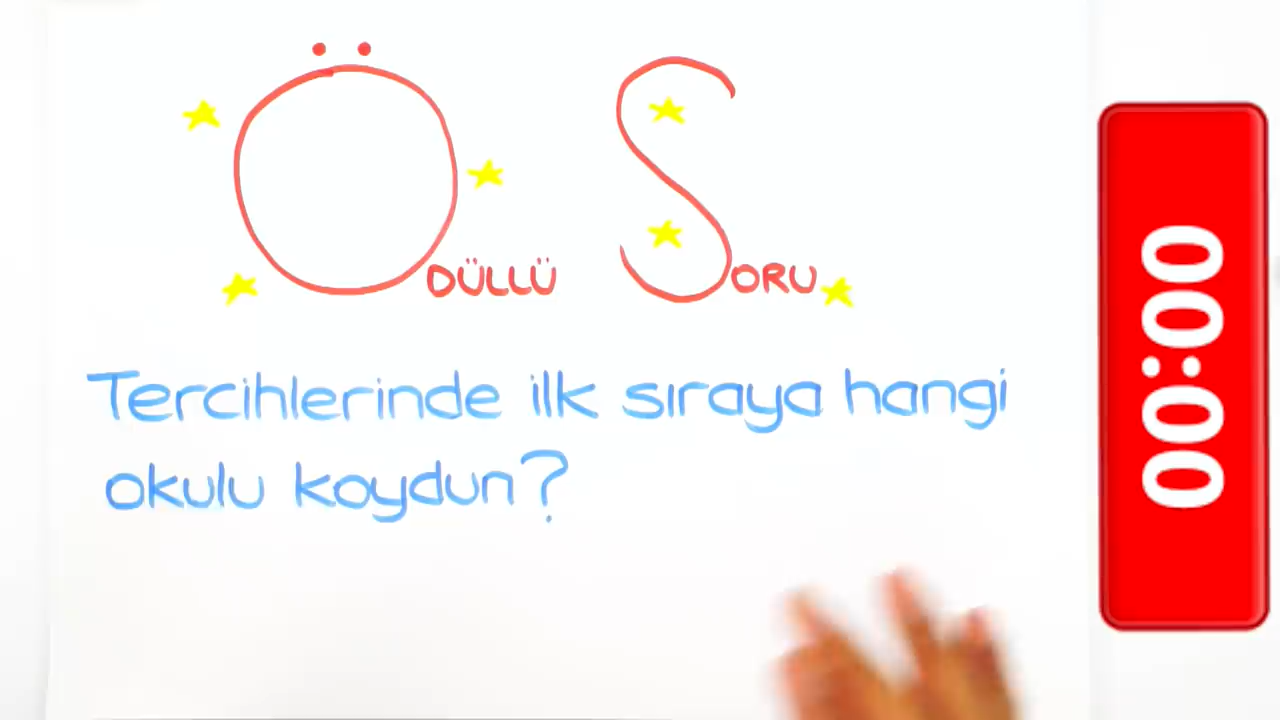 ÖDÜLLÜ SORU
Tercihlerinde ilk sıraya hangi
okulu koydun?
00:00